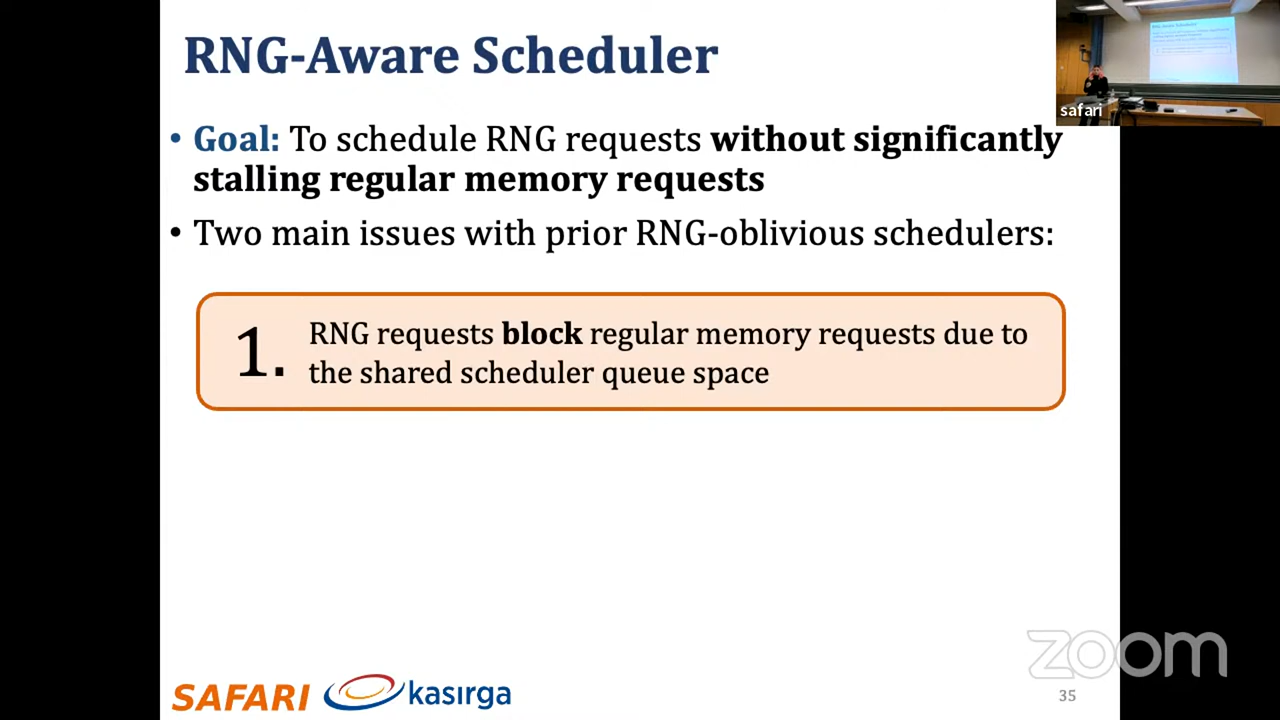 RNG-Aware Scheduler
safari
• Goal: To schedule RNG requests without significantly
stalling regular memory requests
• Two main issues with prior RNG-oblivious schedulers:
1. RNG requests block regular memory requests due to
the shared scheduler queue space
zoom
SAFARI kasırga
35